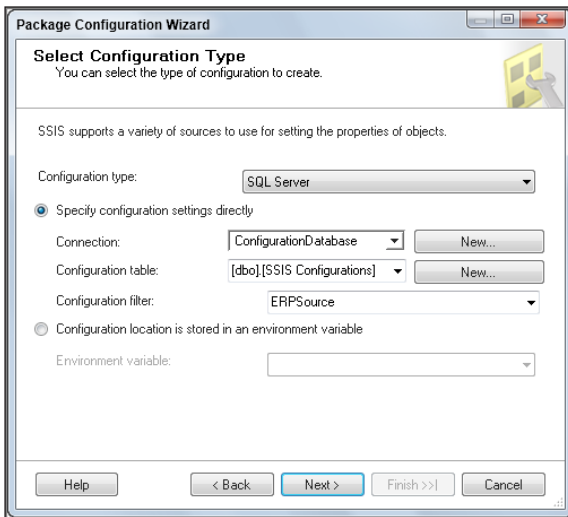 Package Configuration Wizard
Select Configuration Type
You can select the type of configuration to create.
SSIS supports a variety of sources to use for setting the properties of objects.
Configuration type: SQL Server
Specify configuration settings directly
Connection: ConfigurationDatabase New...
Configuration table: [dbo].[SSIS Configurations] New...
Configuration filter: ERPSource
Configuration location is stored in an environment variable
Environment variable:
Help < Back Next > Finish >>| Cancel